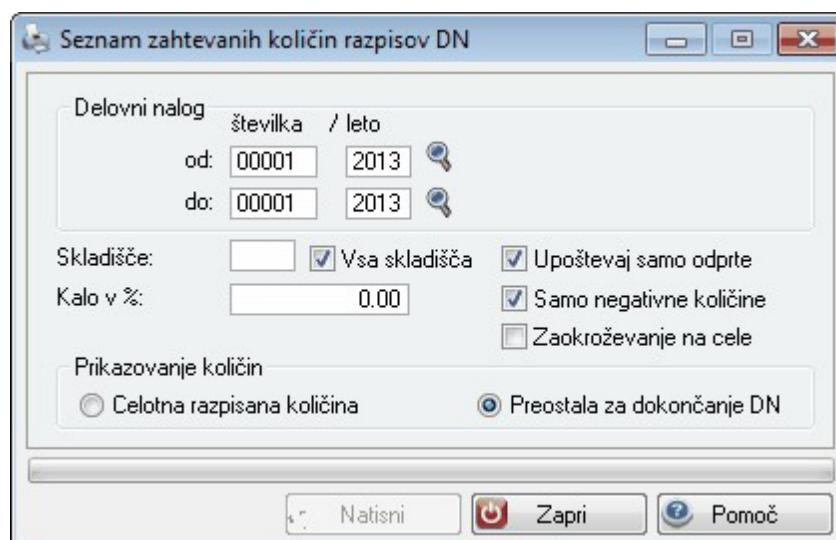 Seznam zahtevanih količin razpisov DN
Delovni nalog
številka / leto
od: 00001 2013
do: 00001 2013
Skladišče: Vsa skladišča Upoštevaj samo odprte
Kalo v %: 0.00 Samo negativne količine
Zaokroževanje na cele
Prikazovanje količin
Celotna razpisana količina Preostala za dokončanje DN
Natisni Zapri Pomoč